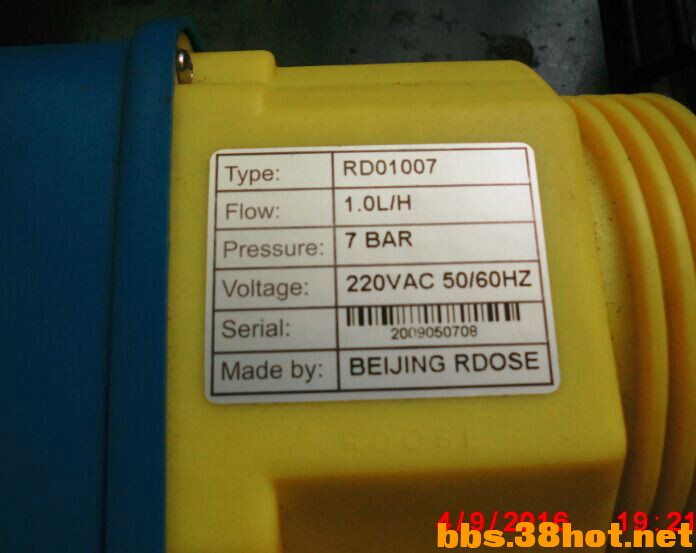 Type: RD01007
Flow: 1.0L/H
Pressure: 7 BAR
Voltage: 220VAC 50/60HZ
Serial: 2009050708
Made by: BEIJING RDOSE
RDOSE
4/9/2016 19:21
bbs.38hot.net